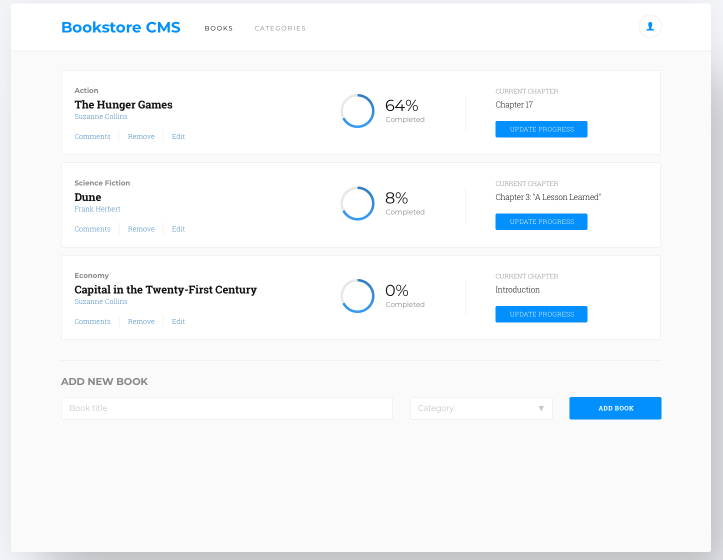 Bookstore CMS
BOOKS
CATEGORIES
Action
The Hunger Games
Suzanne Collins
Comments
Remove
Edit
64%
Completed
CURRENT CHAPTER
Chapter 17
UPDATE PROGRESS
Science Fiction
Dune
Frank Herbert
Comments
Remove
Edit
8%
Completed
CURRENT CHAPTER
Chapter 3: "A Lesson Learned"
UPDATE PROGRESS
Economy
Capital in the Twenty-First Century
Suzanne Collins
Comments
Remove
Edit
0%
Completed
CURRENT CHAPTER
Introduction
UPDATE PROGRESS
ADD NEW BOOK
Book title
Category
ADD BOOK